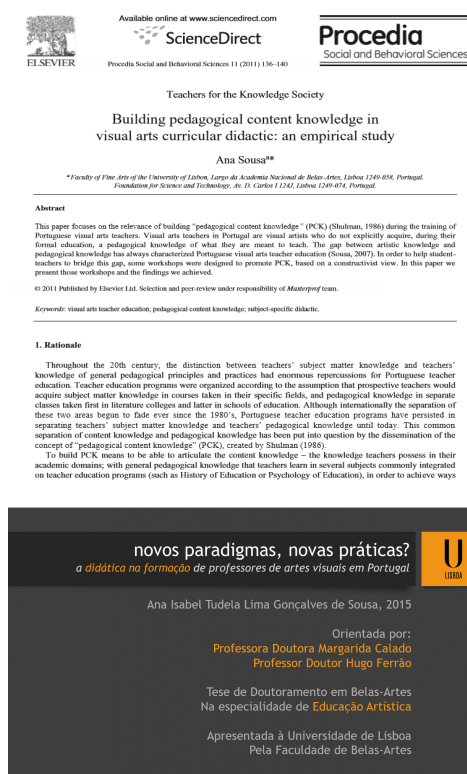 Available online at www.sciencedirect.com
ScienceDirect
Procedia
Social and Behavioral Sciences
ELSEVIER
Procedia Social and Behavioral Sciences 11 (2011) 136–140
Teachers for the Knowledge Society
Building pedagogical content knowledge in
visual arts curricular didactic: an empirical study
Ana Sousaª*
ªFaculty of Fine Arts of the University of Lisbon, Largo da Academia Nacional de Belas-Artes, Lisboa 1249-058, Portugal.
Foundation for Science and Technology, Av. D. Carlos I 124J, Lisboa 1249-074, Portugal.
Abstract
This paper focuses on the relevance of building “pedagogical content knowledge” (PCK) (Shulman, 1986) during the training of
Portuguese visual arts teachers. Visual arts teachers in Portugal are visual artists who do not explicitly acquire, during their
formal education, a pedagogical knowledge of what they are meant to teach. The gap between artistic knowledge and
pedagogical knowledge has always characterized Portuguese visual arts teacher education (Sousa, 2007). In order to help student-
teachers to bridge this gap, some workshops were designed to promote PCK, based on a constructivist view. In this paper we
present those workshops and the findings we achieved.
© 2011 Published by Elsevier Ltd. Selection and peer-review under responsibility of Masterprof team.
Keywords: visual arts teacher education; pedagogical content knowledge; subject-specific didactic.
1. Rationale
Throughout the 20th century, the distinction between teachers’ subject matter knowledge and teachers’
knowledge of general pedagogical principles and practices had enormous repercussions for Portuguese teacher
education. Teacher education programs were organized according to the assumption that prospective teachers would
acquire subject matter knowledge in courses taken in their specific fields, and pedagogical knowledge in separate
classes taken first in literature colleges and latter in schools of education. Although internationally the separation of
these two areas begun to fade ever since the 1980’s, Portuguese teacher education programs have persisted in
separating teachers’ subject matter knowledge and teachers’ pedagogical knowledge until today. This common
separation of content knowledge and pedagogical knowledge has been put into question by the dissemination of the
concept of “pedagogical content knowledge” (PCK), created by Shulman (1986).
To build PCK means to be able to articulate the content knowledge – the knowledge teachers possess in their
academic domains; with general pedagogical knowledge that teachers learn in several subjects commonly integrated
on teacher education programs (such as History of Education or Psychology of Education), in order to achieve ways
novos paradigmas, novas práticas?
a didática na formação de professores de artes visuais em Portugal
U
LISBOA
Ana Isabel Tudela Lima Gonçalves de Sousa, 2015
Orientada por:
Professora Doutora Margarida Calado
Professor Doutor Hugo Ferrão
Tese de Doutoramento em Belas-Artes
Na especialidade de Educação Artística
Apresentada à Universidade de Lisboa
Pela Faculdade de Belas-Artes